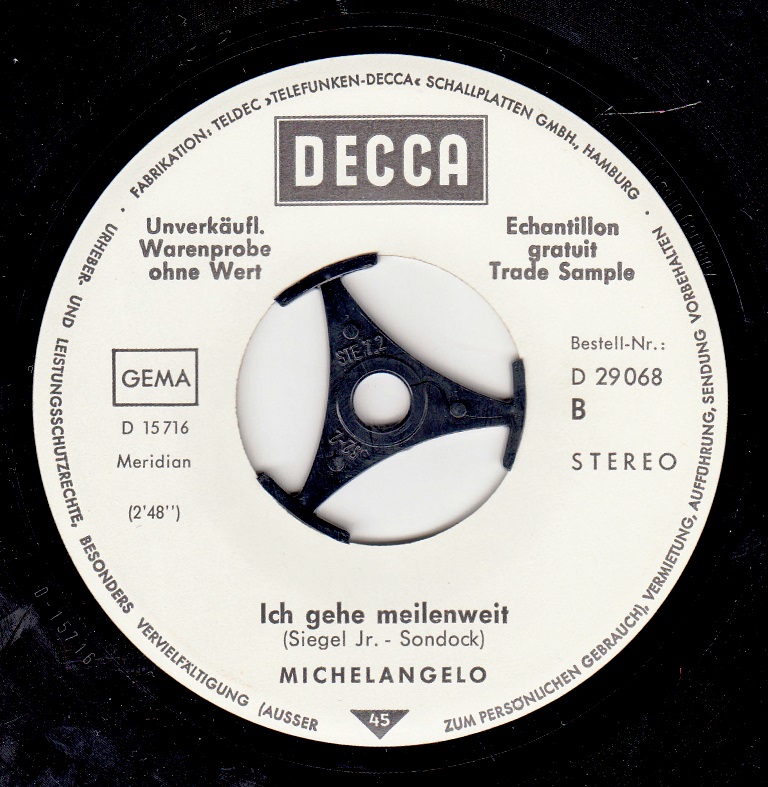 FABRIKATION: TELDEC »TELEFUNKEN-DECCA« SCHALLPLATTEN GMBH., HAMBURG ·
DECCA
Unverkäufl.
Warenprobe
ohne Wert
Echantillon
gratuit
Trade Sample
GEMA
D 15716
Meridian
(2'48'')
STE.T.2
Bestell-Nr.:
D 29068
B
STEREO
Ich gehe meilenweit
(Siegel Jr. - Sondock)
MICHELANGELO
45
· URHEBER- UND LEISTUNGSSCHUTZRECHTE, BESONDERS VERVIELFÄLTIGUNG (AUSSER
ZUM PERSÖNLICHEN GEBRAUCH), VERMIETUNG, AUFFÜHRUNG, SENDUNG VORBEHALTEN
D-15716